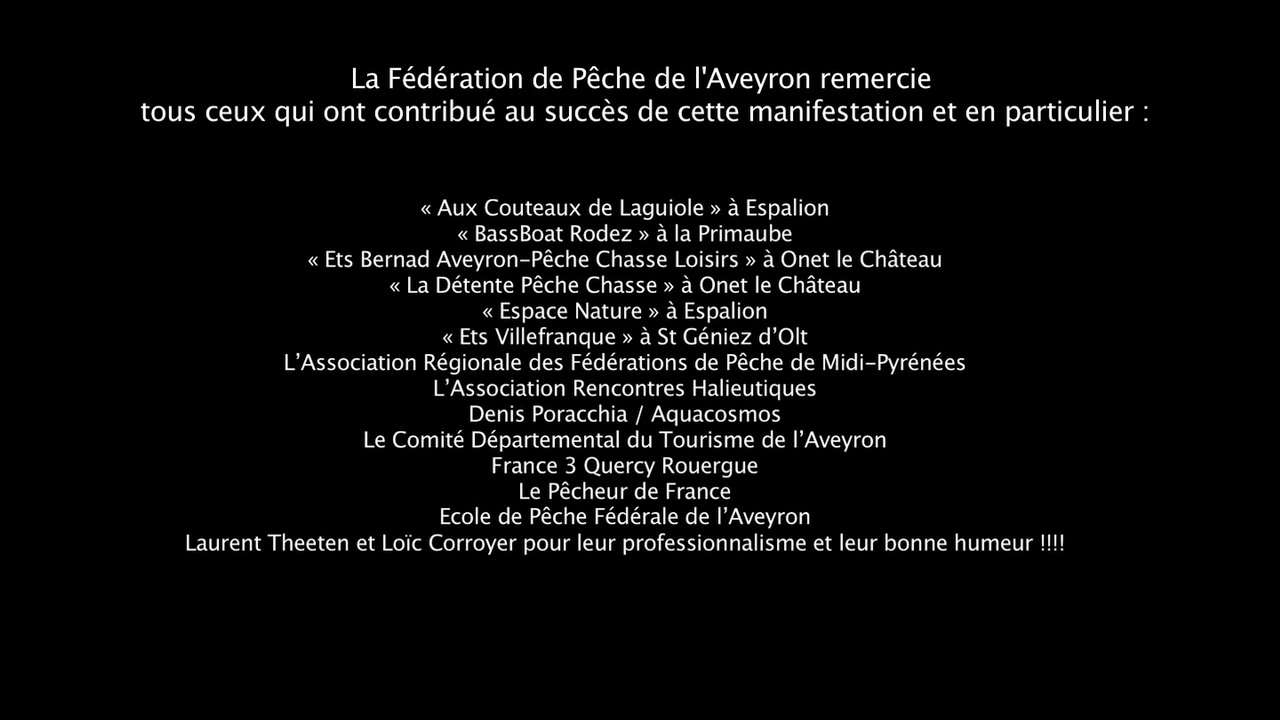 La Fédération de Pêche de l'Aveyron remercie
tous ceux qui ont contribué au succès de cette manifestation et en particulier :
« Aux Couteaux de Laguiole » à Espalion
« BassBoat Rodez » à la Primaube
« Ets Bernad Aveyron–Pêche Chasse Loisirs » à Onet le Château
« La Détente Pêche Chasse » à Onet le Château
« Espace Nature » à Espalion
« Ets Villefranque » à St Géniez d’Olt
L’Association Régionale des Fédérations de Pêche de Midi–Pyrénées
L’Association Rencontres Halieutiques
Denis Poracchia / Aquacosmos
Le Comité Départemental du Tourisme de l’Aveyron
France 3 Quercy Rouergue
Le Pêcheur de France
Ecole de Pêche Fédérale de l’Aveyron
Laurent Theeten et Loïc Corroyer pour leur professionnalisme et leur bonne humeur !!!!